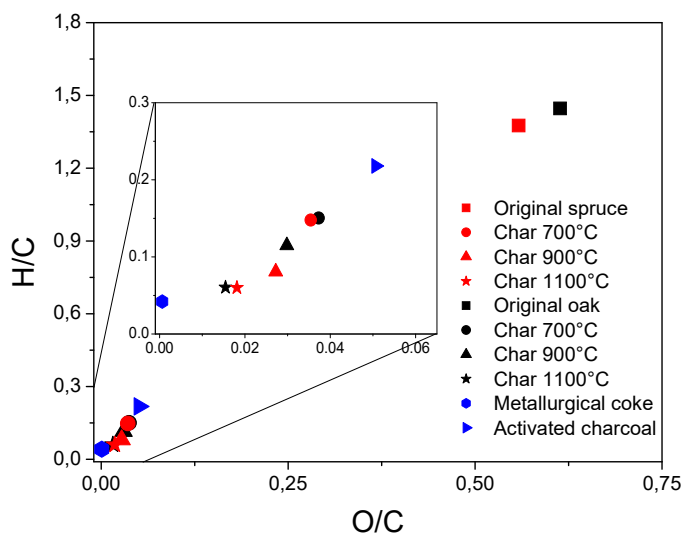 1,8
1,5
1,2
0,9
0,6
0,3
0,0
H/C
0.3
0.2
0.1
0.0
0.00
0.02
0.04
0.06
Original spruce
Char 700°C
Char 900°C
Char 1100°C
Original oak
Char 700°C
Char 900°C
Char 1100°C
Metallurgical coke
Activated charcoal
0,00
0,25
0,50
0,75
O/C